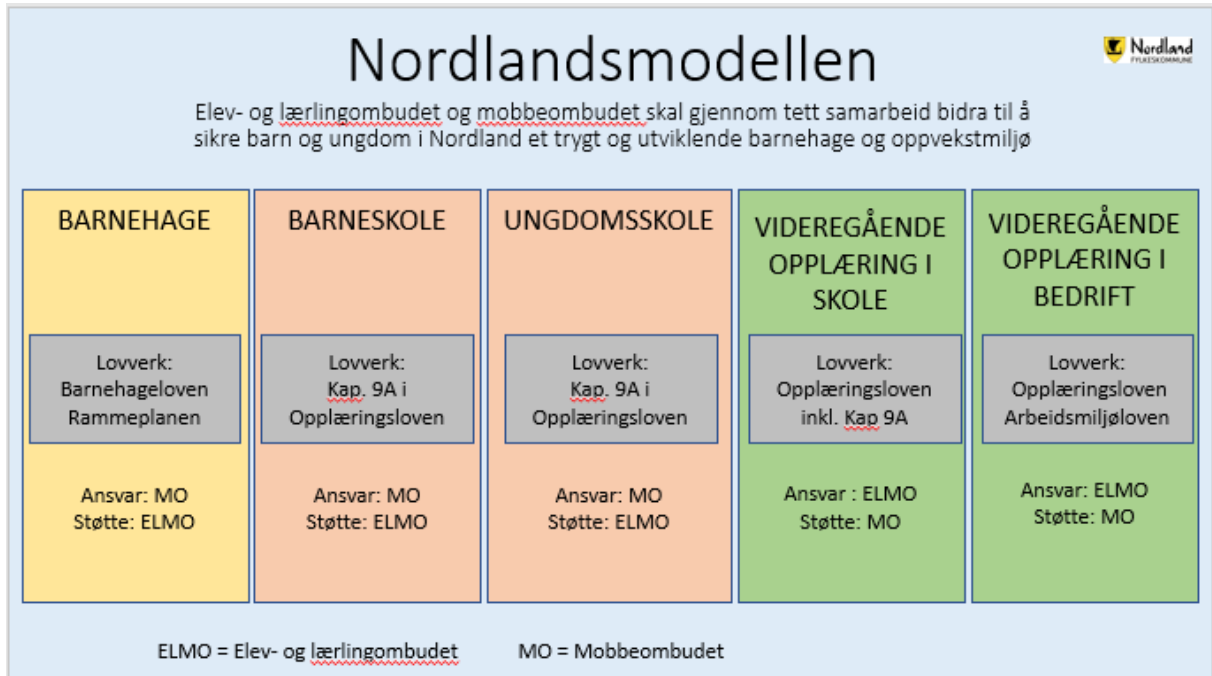 Nordlandsmodellen
Nordland
FYLKESKOMMUNE
Elev- og lærlingombudet og mobbeombudet skal gjennom tett samarbeid bidra til å
sikre barn og ungdom i Nordland et trygt og utviklende barnehage og oppvekstmiljø
BARNEHAGE
Lovverk:
Barnehageloven
Rammeplanen
Ansvar: MO
Støtte: ELMO
BARNESKOLE
Lovverk:
Kap. 9A i
Opplæringsloven
Ansvar: MO
Støtte: ELMO
UNGDOMSSKOLE
Lovverk:
Kap. 9A i
Opplæringsloven
Ansvar: MO
Støtte: ELMO
VIDEREGÅENDE
OPPLÆRING I
SKOLE
Lovverk:
Opplæringsloven
inkl. Kap 9A
Ansvar : ELMO
Støtte: MO
VIDEREGÅENDE
OPPLÆRING I
BEDRIFT
Lovverk:
Opplæringsloven
Arbeidsmiljøloven
Ansvar: ELMO
Støtte: MO
ELMO = Elev- og lærlingombudet
MO = Mobbeombudet